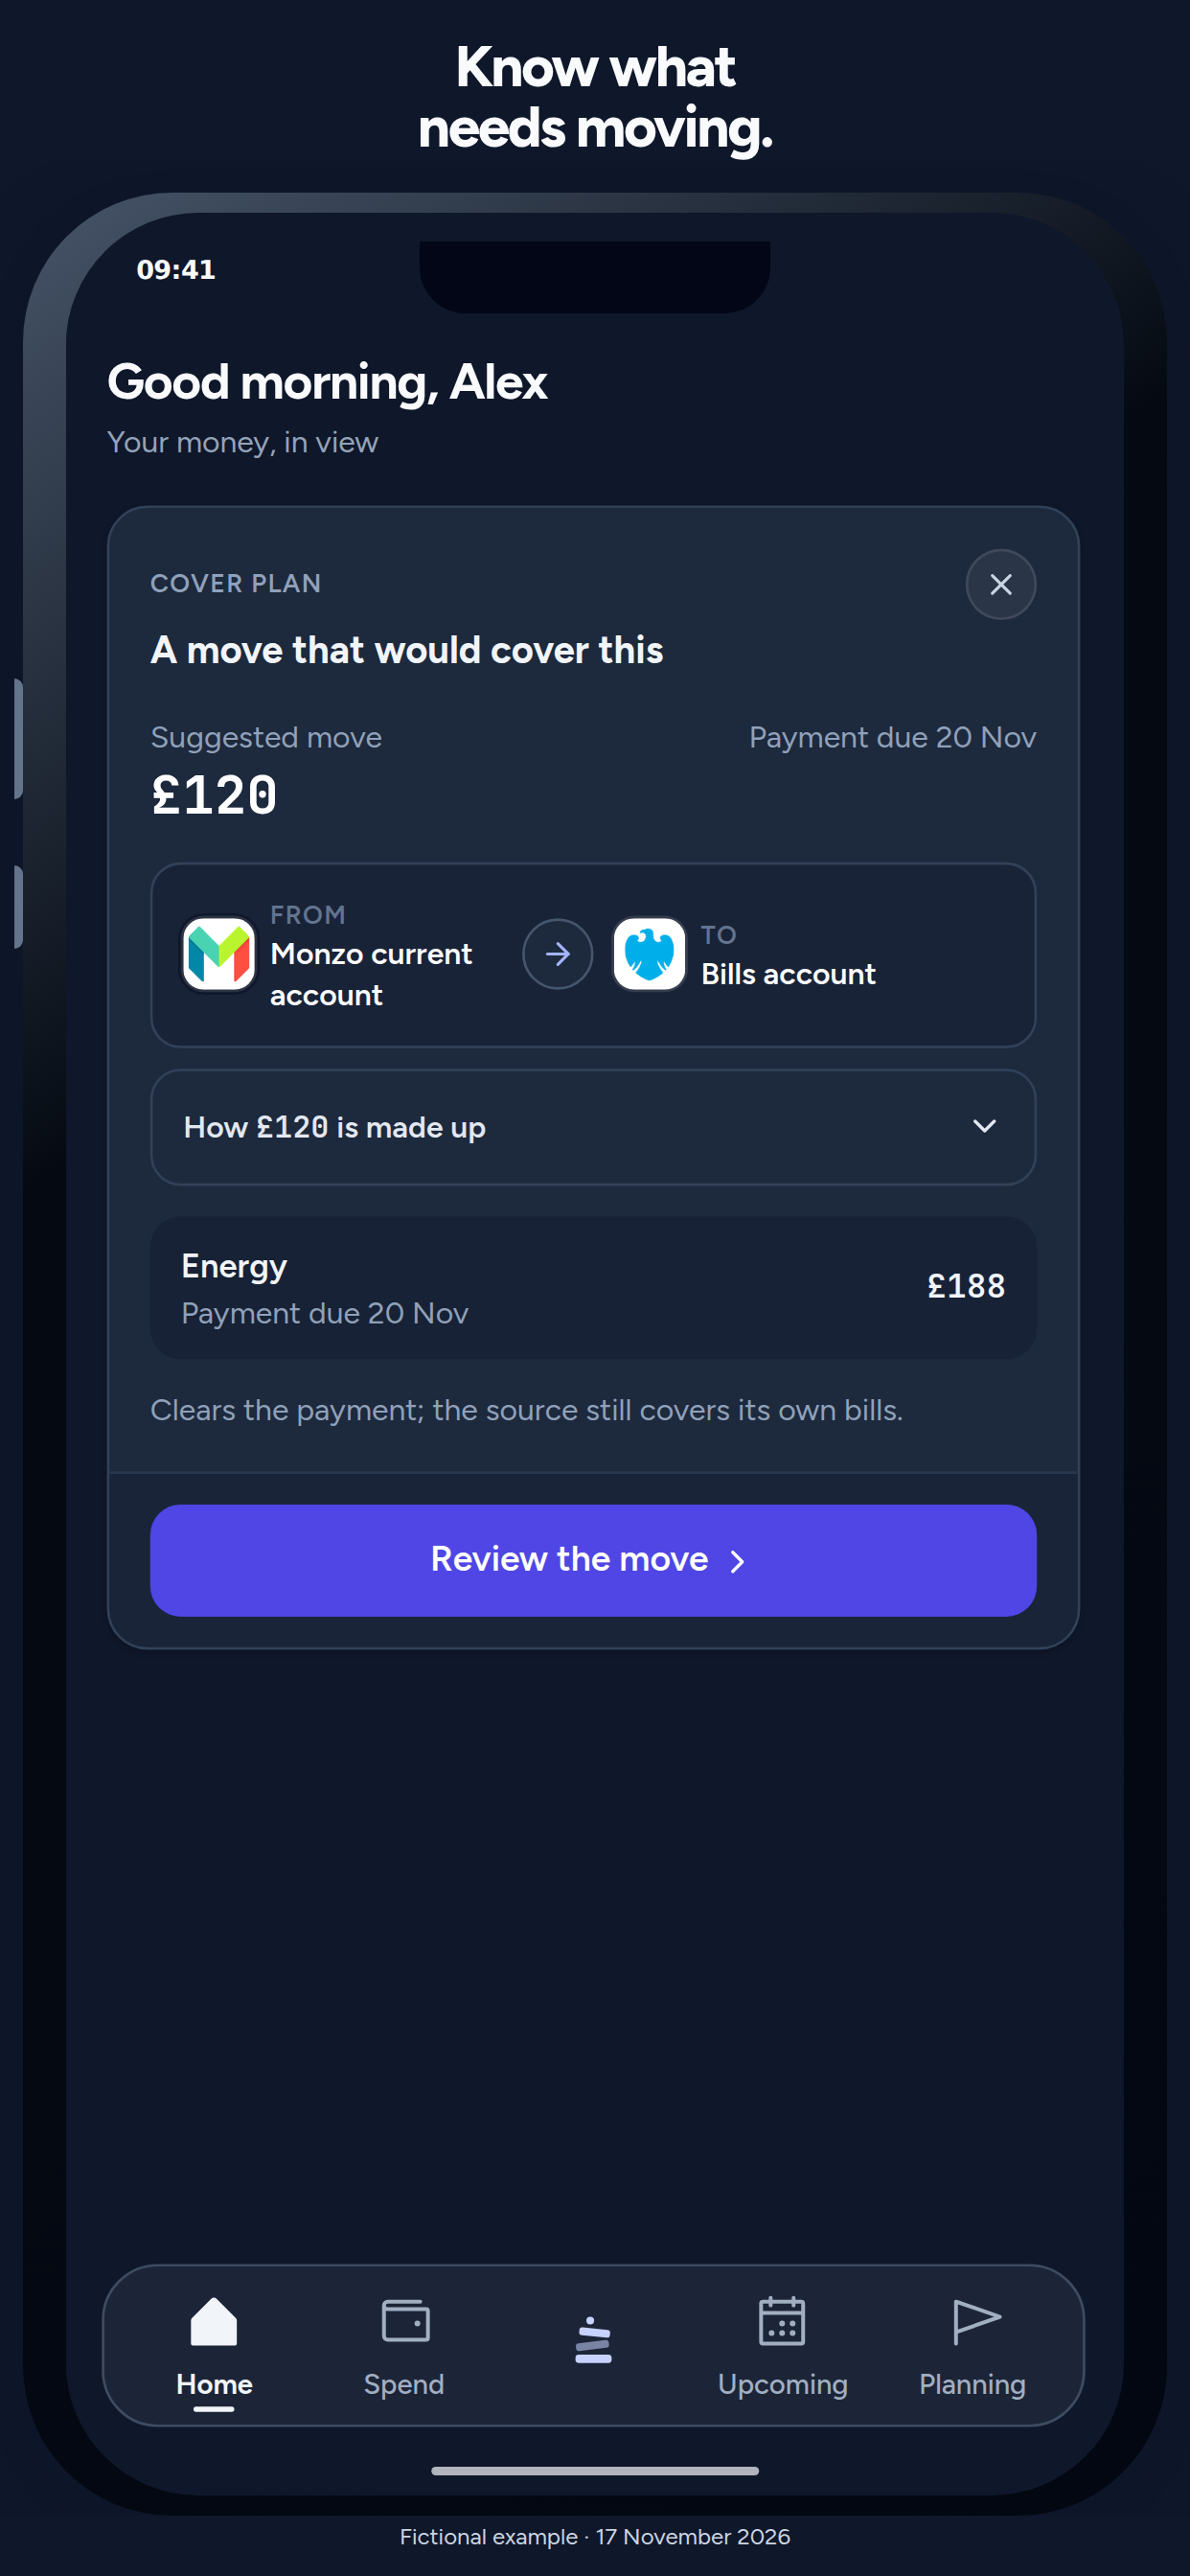 Know what
needs moving.
09:41
Good morning, Alex
Your money, in view
COVER PLAN
A move that would cover this
Suggested move
Payment due 20 Nov
£120
FROM
Monzo current
account
TO
Bills account
How £120 is made up
Energy
Payment due 20 Nov
£188
Clears the payment; the source still covers its own bills.
Review the move
Home
Spend
Upcoming
Planning
Fictional example · 17 November 2026